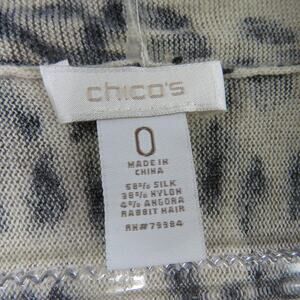 chico's
0
MADE IN
CHINA
58% SILK
38% NYLON
4% ANGORA
RABBIT HAIR
RN#79984